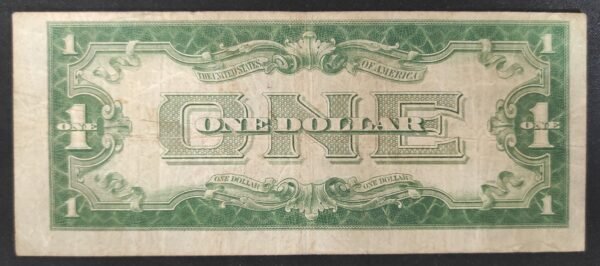 1 1
THE UNITED STATES OF AMERICA
ONE
1 ONE ONE DOLLAR 1 ONE
ONE DOLLAR ONE DOLLAR
1 1